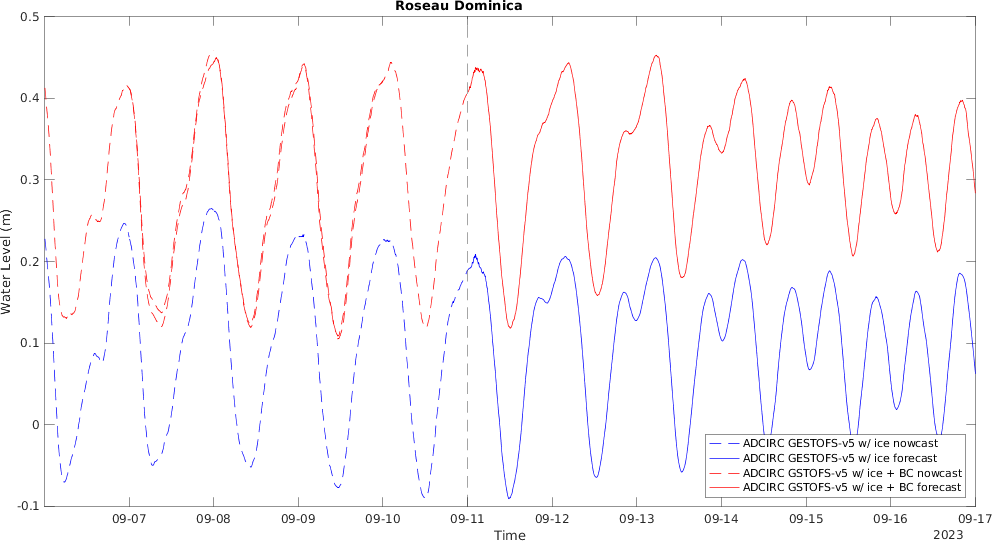 Roseau Dominica
0.5
0.4
0.3
0.2
0.1
0
-0.1
Water Level (m)
09-07 09-08 09-09 09-10 09-11 09-12 09-13 09-14 09-15 09-16 09-17
Time
2023
ADCIRC GESTOFS-v5 w/ ice nowcast
ADCIRC GESTOFS-v5 w/ ice forecast
ADCIRC GSTOFS-v5 w/ ice + BC nowcast
ADCIRC GSTOFS-v5 w/ ice + BC forecast